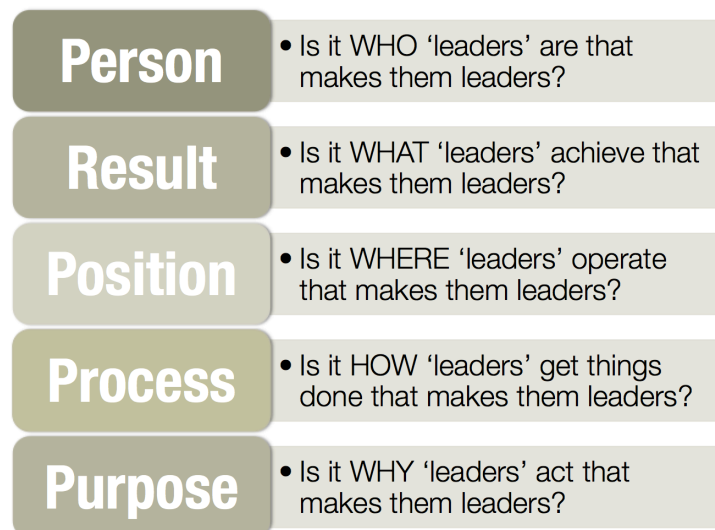 Person
• Is it WHO ‘leaders’ are that
makes them leaders?
Result
• Is it WHAT ‘leaders’ achieve that
makes them leaders?
Position
• Is it WHERE ‘leaders’ operate
that makes them leaders?
Process
• Is it HOW ‘leaders’ get things
done that makes them leaders?
Purpose
• Is it WHY ‘leaders’ act that
makes them leaders?